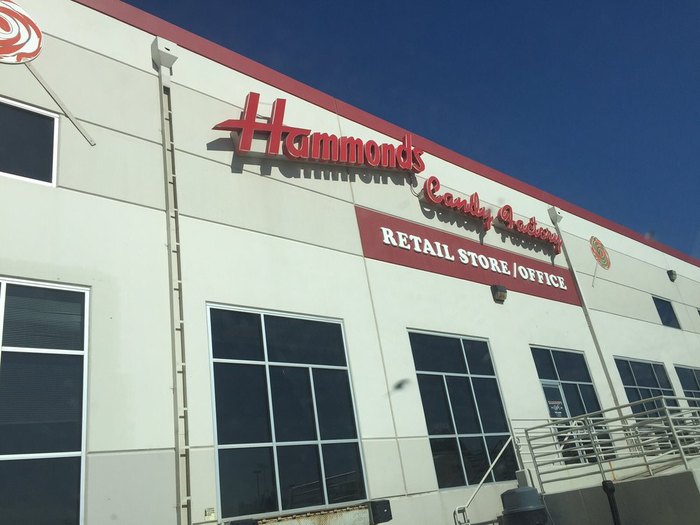 Hammond's
Candy Factory
RETAIL STORE/OFFICE